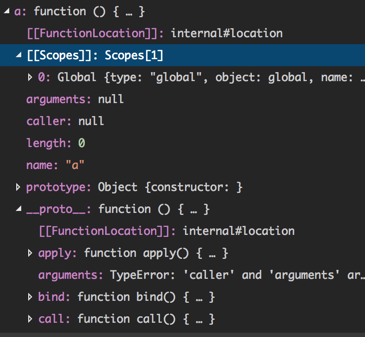 a: function () { … }
[[FunctionLocation]]: internal#location
[[Scopes]]: Scopes[1]
0: Global {type: "global", object: global, name: …
arguments: null
caller: null
length: 0
name: "a"
prototype: Object {constructor: }
__proto__: function () { … }
[[FunctionLocation]]: internal#location
apply: function apply() { … }
arguments: TypeError: 'caller' and 'arguments' ar…
bind: function bind() { … }
call: function call() { … }